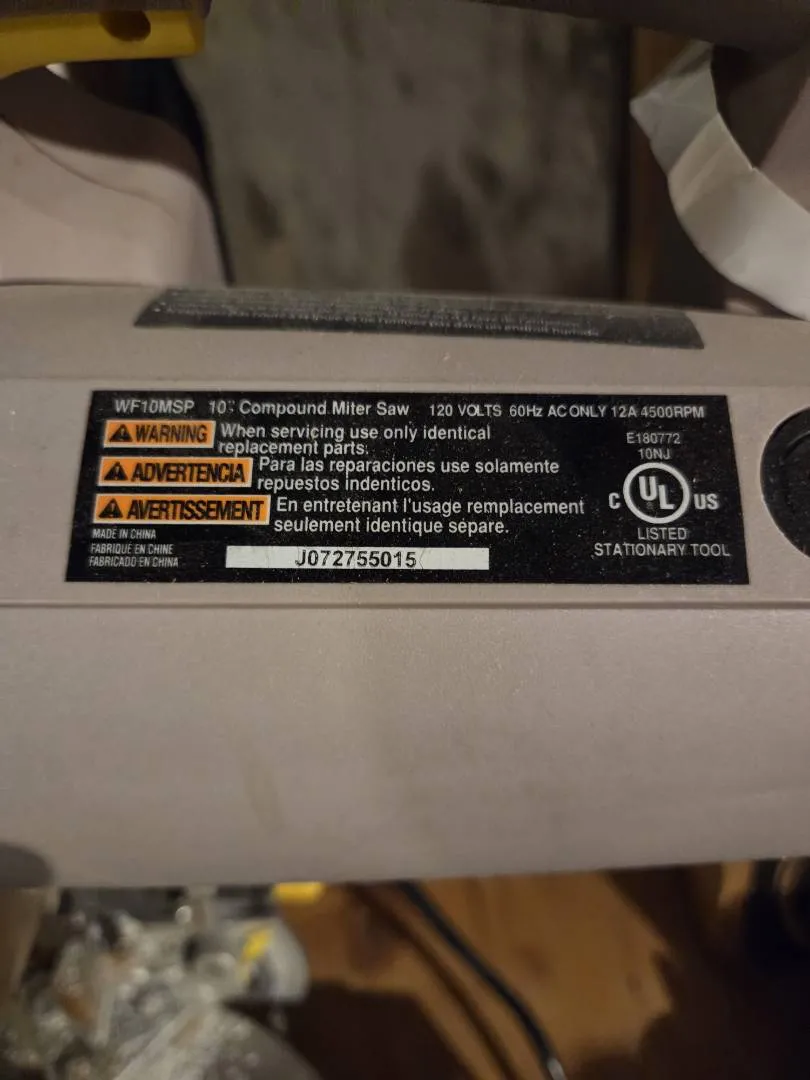 WF10MSP 10" Compound Miter Saw 120 VOLTS 60Hz AC ONLY 12A 4500RPM
WARNING When servicing use only identical
replacement parts.
ADVERTENCIA Para las reparaciones use solamente
repuestos indenticos.
AVERTISSEMENT En entretenant l'usage remplacement
seulement identique sépare.
MADE IN CHINA
FABRIQUÉ EN CHINE
FABRICADO EN CHINA
J072755015
E180772
10NJ
C UL US
LISTED
STATIONARY TOOL